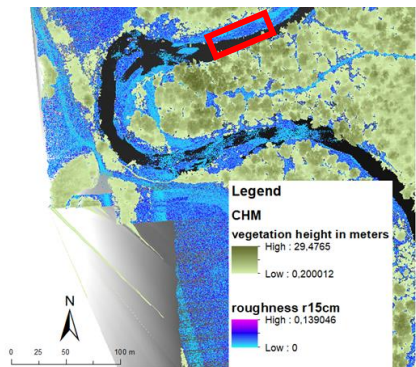 Legend
CHM
vegetation height in meters
High : 29,4765
Low : 0,200012
roughness r15cm
High : 0,139046
Low : 0
N
0 25 50 100 m